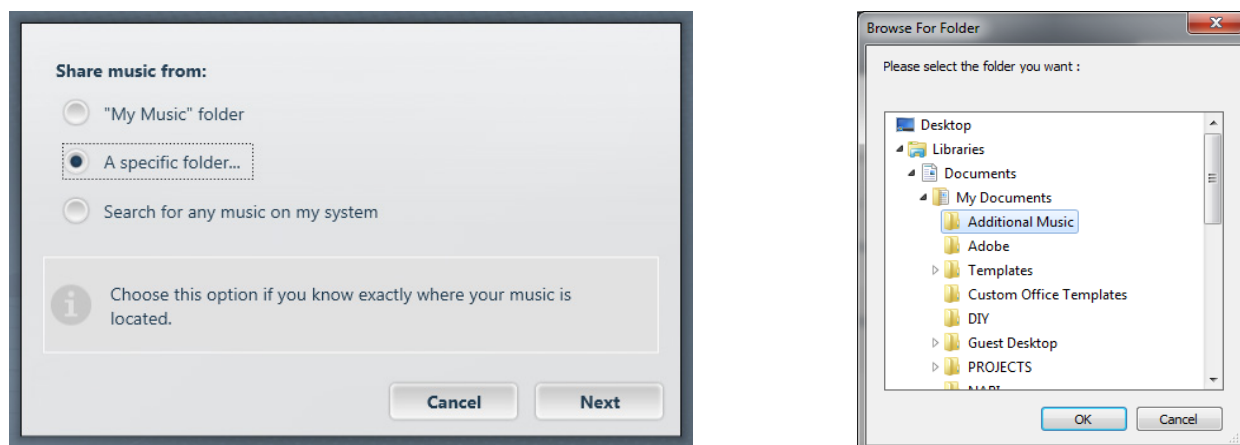 Share music from:
"My Music" folder
A specific folder...
Search for any music on my system
Choose this option if you know exactly where your music is
located.
Cancel
Next
Browse For Folder
Please select the folder you want :
Desktop
Libraries
Documents
My Documents
Additional Music
Adobe
Templates
Custom Office Templates
DIY
Guest Desktop
PROJECTS
OK
Cancel